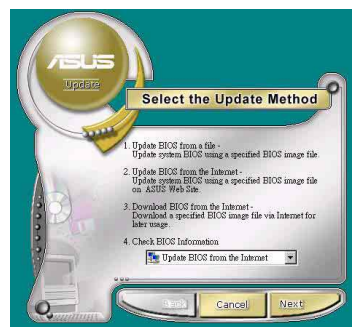 ASUS
Update
Select the Update Method
1. Update BIOS from a file -
Update system BIOS using a specified BIOS image file.
2. Update BIOS from the Internet -
Update system BIOS using a specified BIOS image file
on ASUS Web Site.
3. Download BIOS from the Internet -
Download a specified BIOS image file via Internet for
later usage.
4. Check BIOS Information
Update BIOS from the Internet
Back
Cancel
Next